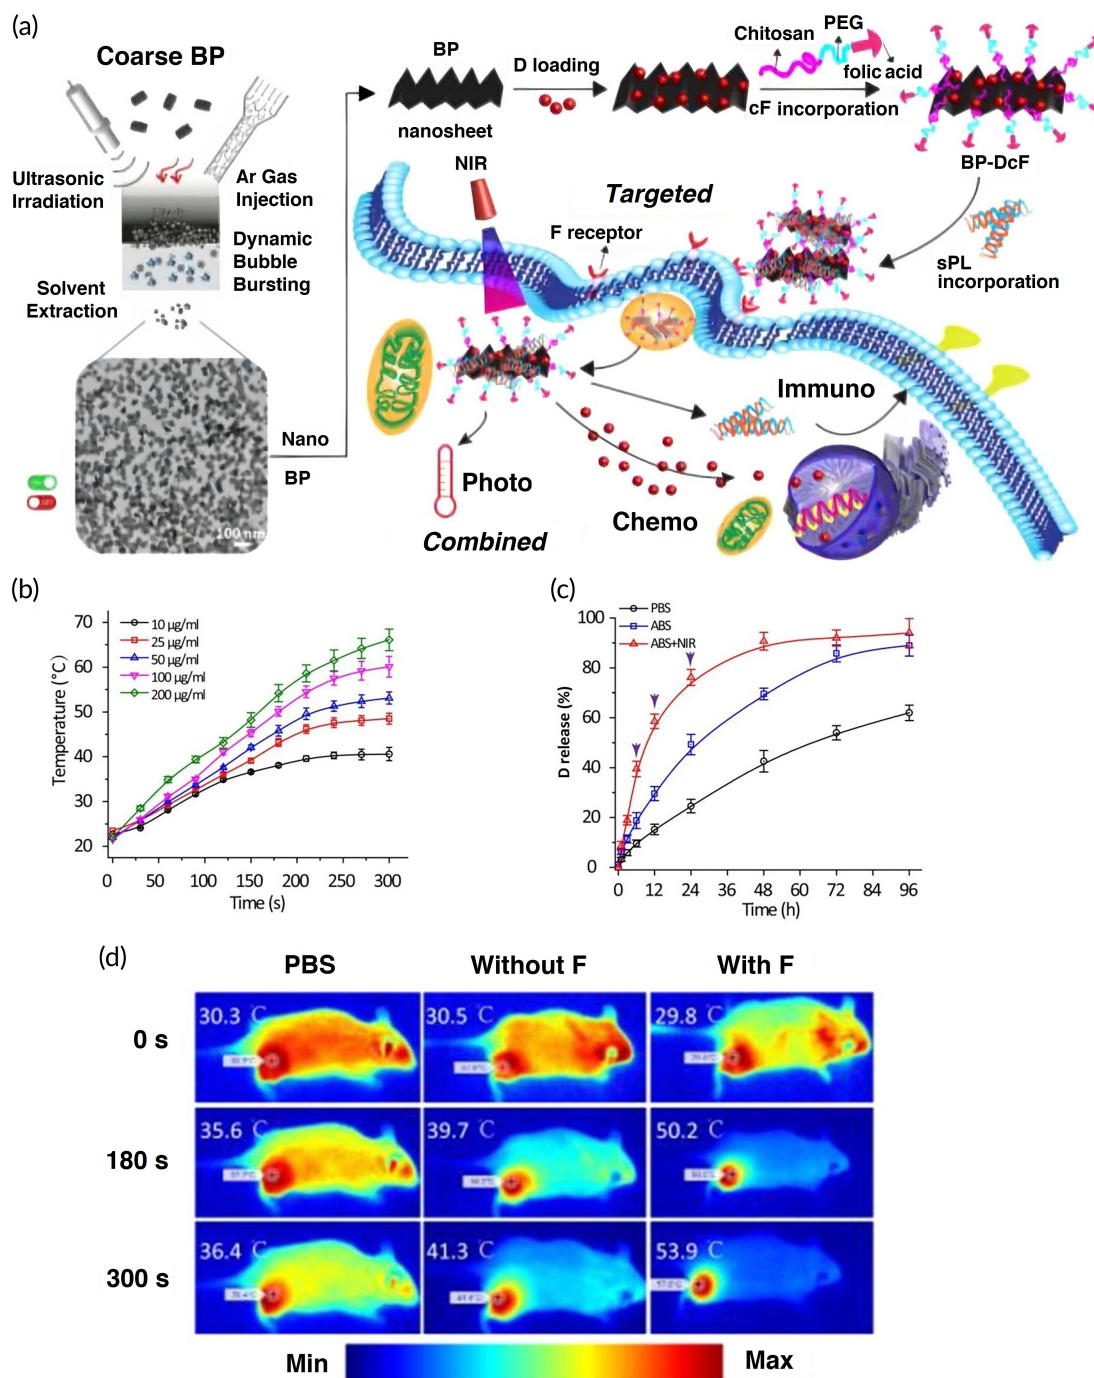 (a)
Coarse BP
Ultrasonic
Irradiation
Ar Gas
Injection
Dynamic
Bubble
Bursting
Solvent
Extraction
100 nm
Nano
BP
BP
nanosheet
D loading
Chitosan
PEG
folic acid
cF incorporation
BP-DcF
sPL
incorporation
NIR
Targeted
F receptor
Immuno
Photo
Chemo
Combined
(b)
70
60
50
40
30
20
Temperature (°C)
10 µg/ml
25 µg/ml
50 µg/ml
100 µg/ml
200 µg/ml
0 50 100 150 200 250 300
Time (s)
(c)
100
80
60
40
20
0
D release (%)
PBS
ABS
ABS+NIR
0 12 24 36 48 60 72 84 96
Time (h)
(d)
PBS Without F With F
0 s
30.3 ℃ 30.5 ℃ 29.8 ℃
180 s
35.6 ℃ 39.7 ℃ 50.2 ℃
300 s
36.4 ℃ 41.3 ℃ 53.9 ℃
Min Max